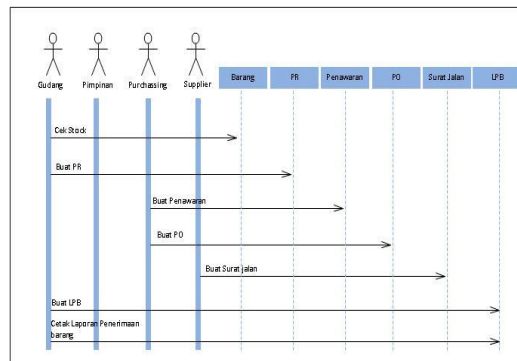 Barang PR Penawaran PO Surat Jalan LPB
Gudang Pimpinan Purchassing Supplier
Cek Stock
Buat PR
Buat Penawaran
Buat PO
Buat Surat jalan
Buat LPB
Cetak Laporan Penerimaan
barang